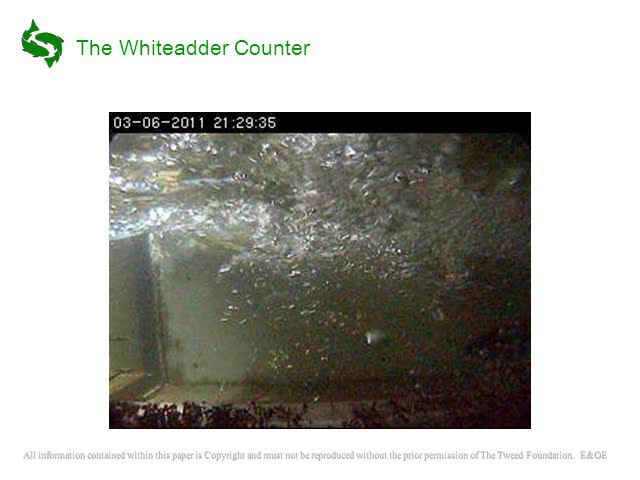 The Whiteadder Counter
03-06-2011 21:29:35
All information contained within this paper is Copyright and must not be reproduced without the prior permission of The Tweed Foundation. E&OE